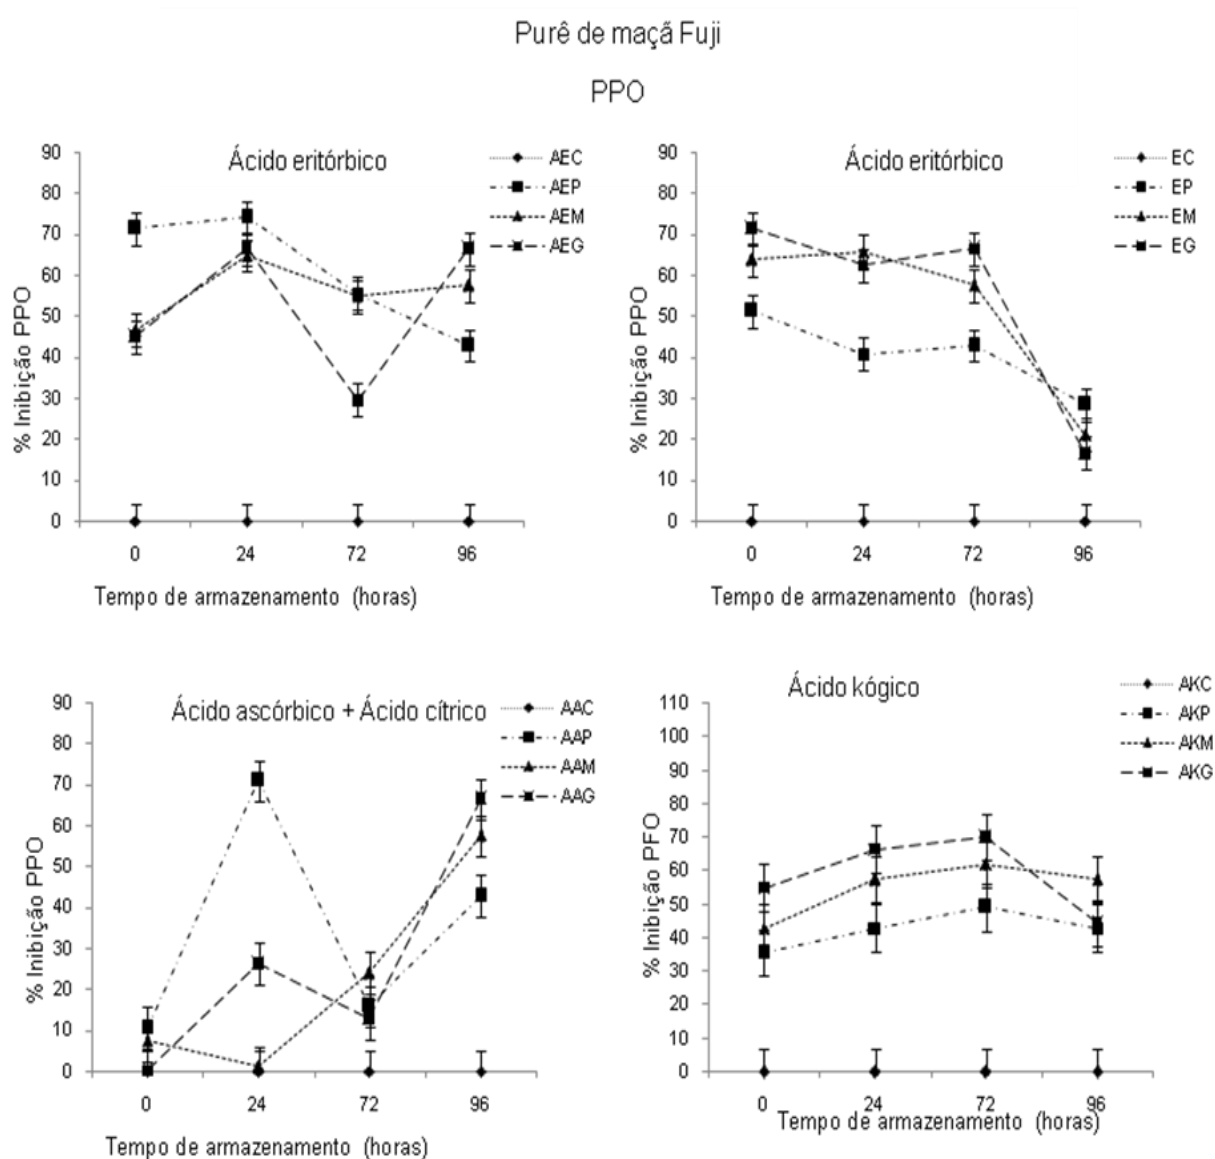 Purê de maçã Fuji
PPO
Ácido eritórbico
AEC
AEP
AEM
AEG
% Inibição PPO
90
80
70
60
50
40
30
20
10
0
0 24 72 96
Tempo de armazenamento (horas)
Ácido eritórbico
EC
EP
EM
EG
% Inibição PPO
90
80
70
60
50
40
30
20
10
0
0 24 72 96
Tempo de armazenamento (horas)
Ácido ascórbico + Ácido cítrico
AAC
AAP
AAM
AAG
% Inibição PPO
90
80
70
60
50
40
30
20
10
0
0 24 72 96
Tempo de armazenamento (horas)
Ácido kógico
AKC
AKP
AKM
AKG
% Inibição PFO
110
100
90
80
70
60
50
40
30
20
10
0
0 24 72 96
Tempo de armazenamento (horas)